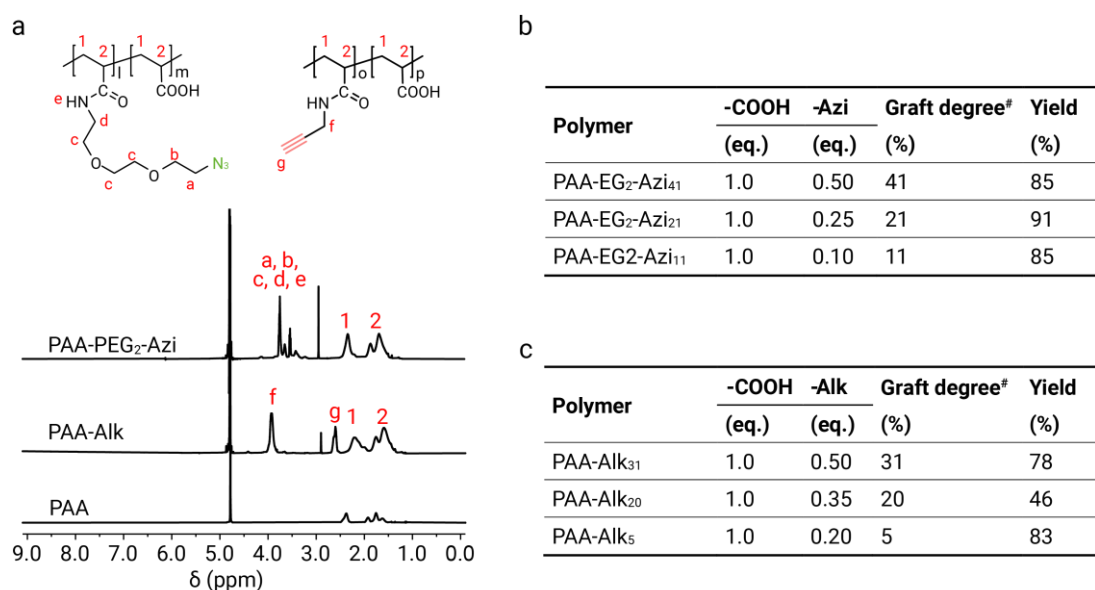 a
1 1
2 2
[ ]l [ ]m
COOH
e HN O
d
c
O c b N₃
c O a
1 1
2 2
[ ]o [ ]p
COOH
HN O
f
g
a, b,
c, d, e
1 2
PAA-PEG₂-Azi
f g 1 2
PAA-Alk
PAA
9.0 8.0 7.0 6.0 5.0 4.0 3.0 2.0 1.0 0.0
δ (ppm)
b
Polymer -COOH -Azi Graft degree# Yield
(eq.) (eq.) (%) (%)
PAA-EG₂-Azi₄₁ 1.0 0.50 41 85
PAA-EG₂-Azi₂₁ 1.0 0.25 21 91
PAA-EG2-Azi₁₁ 1.0 0.10 11 85
c
Polymer -COOH -Alk Graft degree# Yield
(eq.) (eq.) (%) (%)
PAA-Alk₃₁ 1.0 0.50 31 78
PAA-Alk₂₀ 1.0 0.35 20 46
PAA-Alk₅ 1.0 0.20 5 83